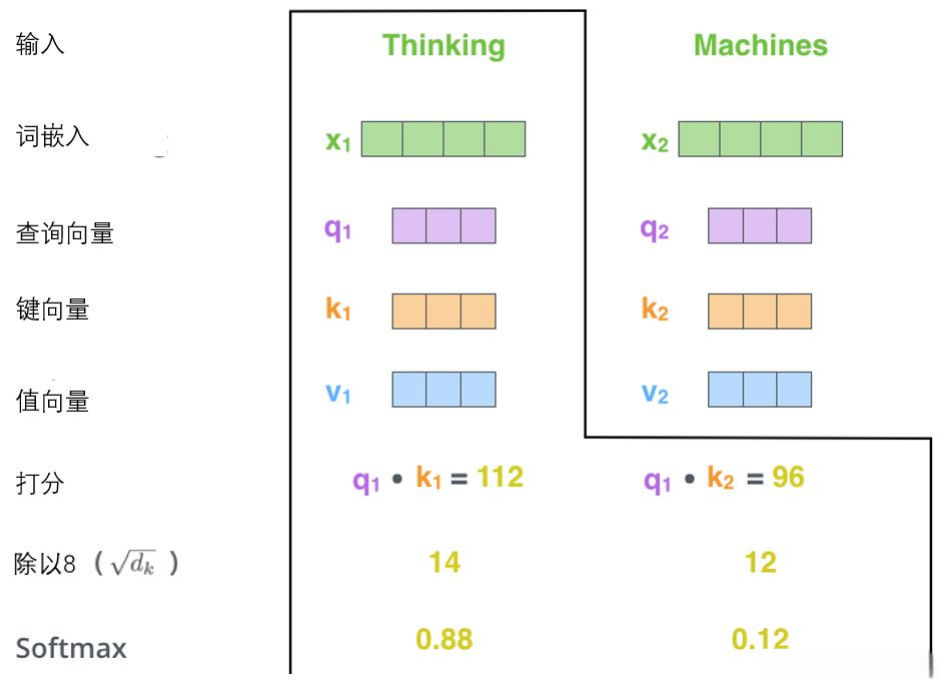 输入 Thinking Machines
词嵌入 x1 x2
查询向量 q1 q2
键向量 k1 k2
值向量 v1 v2
打分 q1 • k1 = 112 q1 • k2 = 96
除以8 (√dk) 14 12
Softmax 0.88 0.12